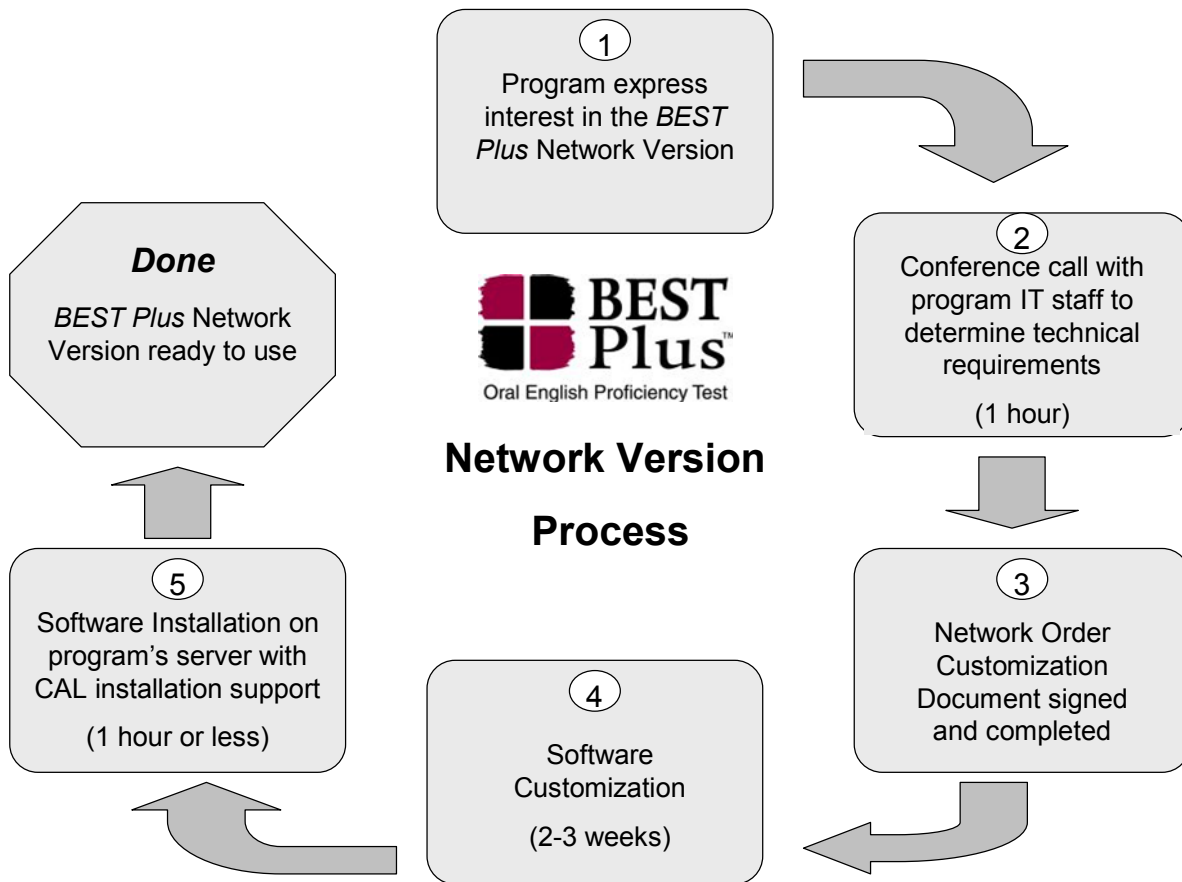 1
Program express
interest in the BEST
Plus Network Version
2
Conference call with
program IT staff to
determine technical
requirements
(1 hour)
3
Network Order
Customization
Document signed
and completed
4
Software
Customization
(2-3 weeks)
5
Software Installation on
program’s server with
CAL installation support
(1 hour or less)
Done
BEST Plus Network
Version ready to use
BEST
Plus™
Oral English Proficiency Test
Network Version
Process